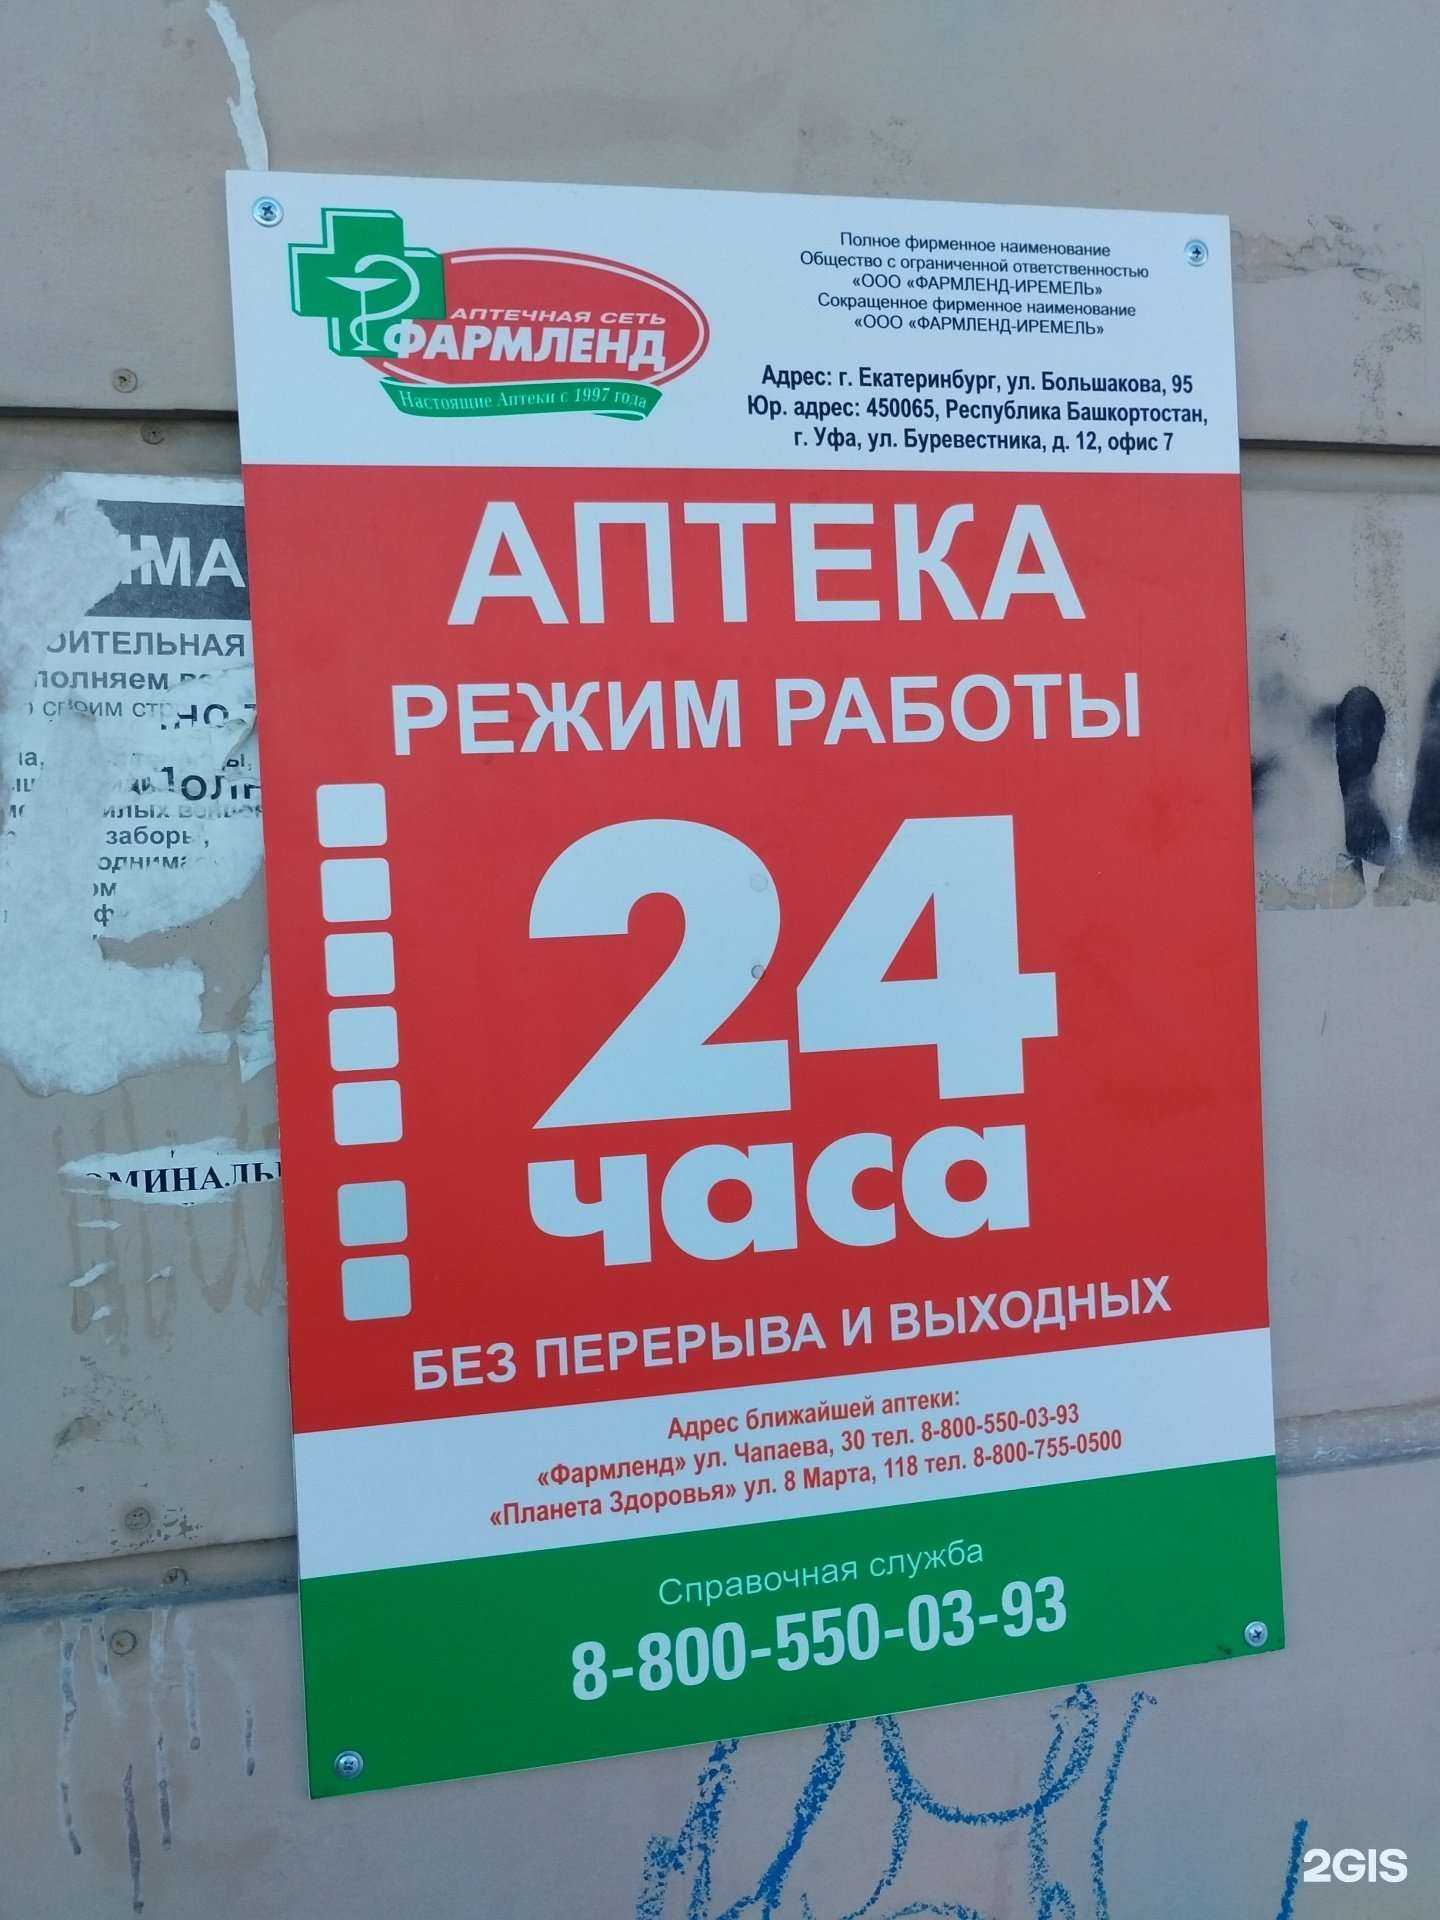 АПТЕЧНАЯ СЕТЬ
ФАРМЛЕНД
Настоящие Аптеки с 1997 года
Полное фирменное наименование
Общество с ограниченной ответственностью
«ООО «ФАРМЛЕНД-ИРЕМЕЛЬ»
Сокращенное фирменное наименование
«ООО «ФАРМЛЕНД-ИРЕМЕЛЬ»
Адрес: г. Екатеринбург, ул. Большакова, 95
Юр. адрес: 450065, Республика Башкортостан,
г. Уфа, ул. Буревестника, д. 12, офис 7
АПТЕКА
РЕЖИМ РАБОТЫ
24
часа
БЕЗ ПЕРЕРЫВА И ВЫХОДНЫХ
Адрес ближайшей аптеки:
«Фармленд» ул. Чапаева, 30 тел. 8-800-550-03-93
«Планета Здоровья» ул. 8 Марта, 118 тел. 8-800-755-0500
Справочная служба
8-800-550-03-93
заборы,
2GIS